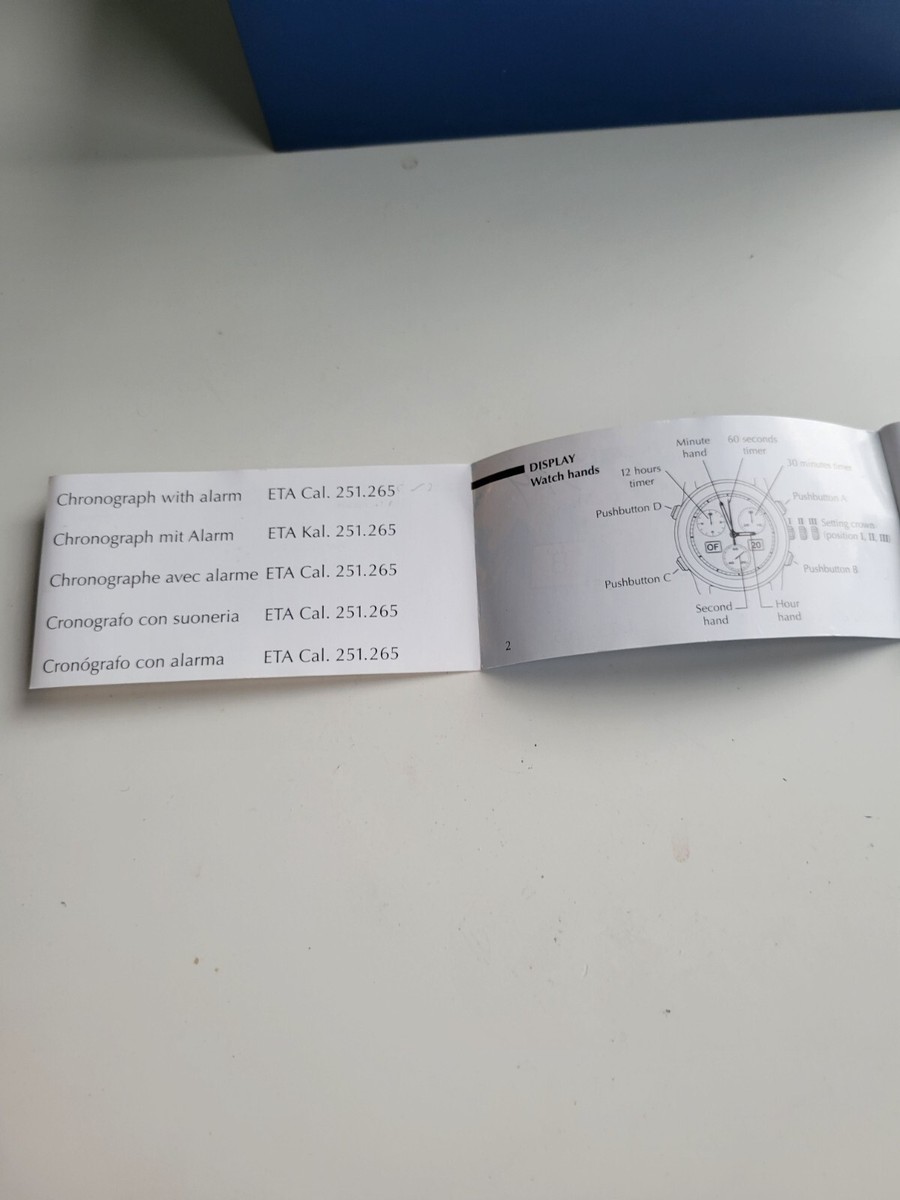 Chronograph with alarm ETA Cal. 251.265
Chronograph mit Alarm ETA Kal. 251.265
Chronographe avec alarme ETA Cal. 251.265
Cronografo con suoneria ETA Cal. 251.265
Cronógrafo con alarma ETA Cal. 251.265
DISPLAY
Watch hands
12 hours
timer
Minute
hand
60 seconds
timer
30 minutes timer
Pushbutton D
Pushbutton A
I II III Setting crown
(position I, II, III)
OF
20
Pushbutton C
Pushbutton B
Second
hand
Hour
hand
2